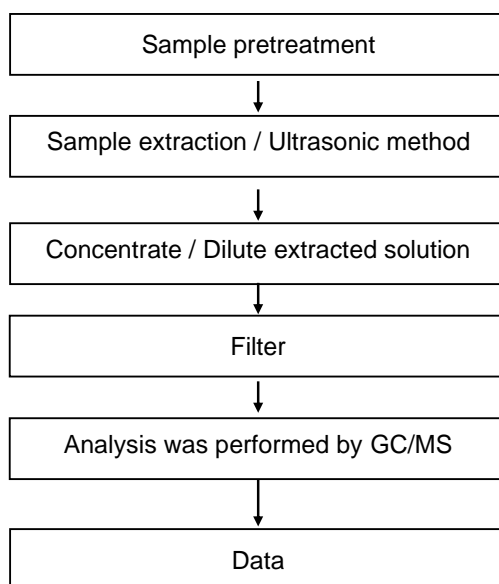 Sample pretreatment
Sample extraction / Ultrasonic method
Concentrate / Dilute extracted solution
Filter
Analysis was performed by GC/MS
Data